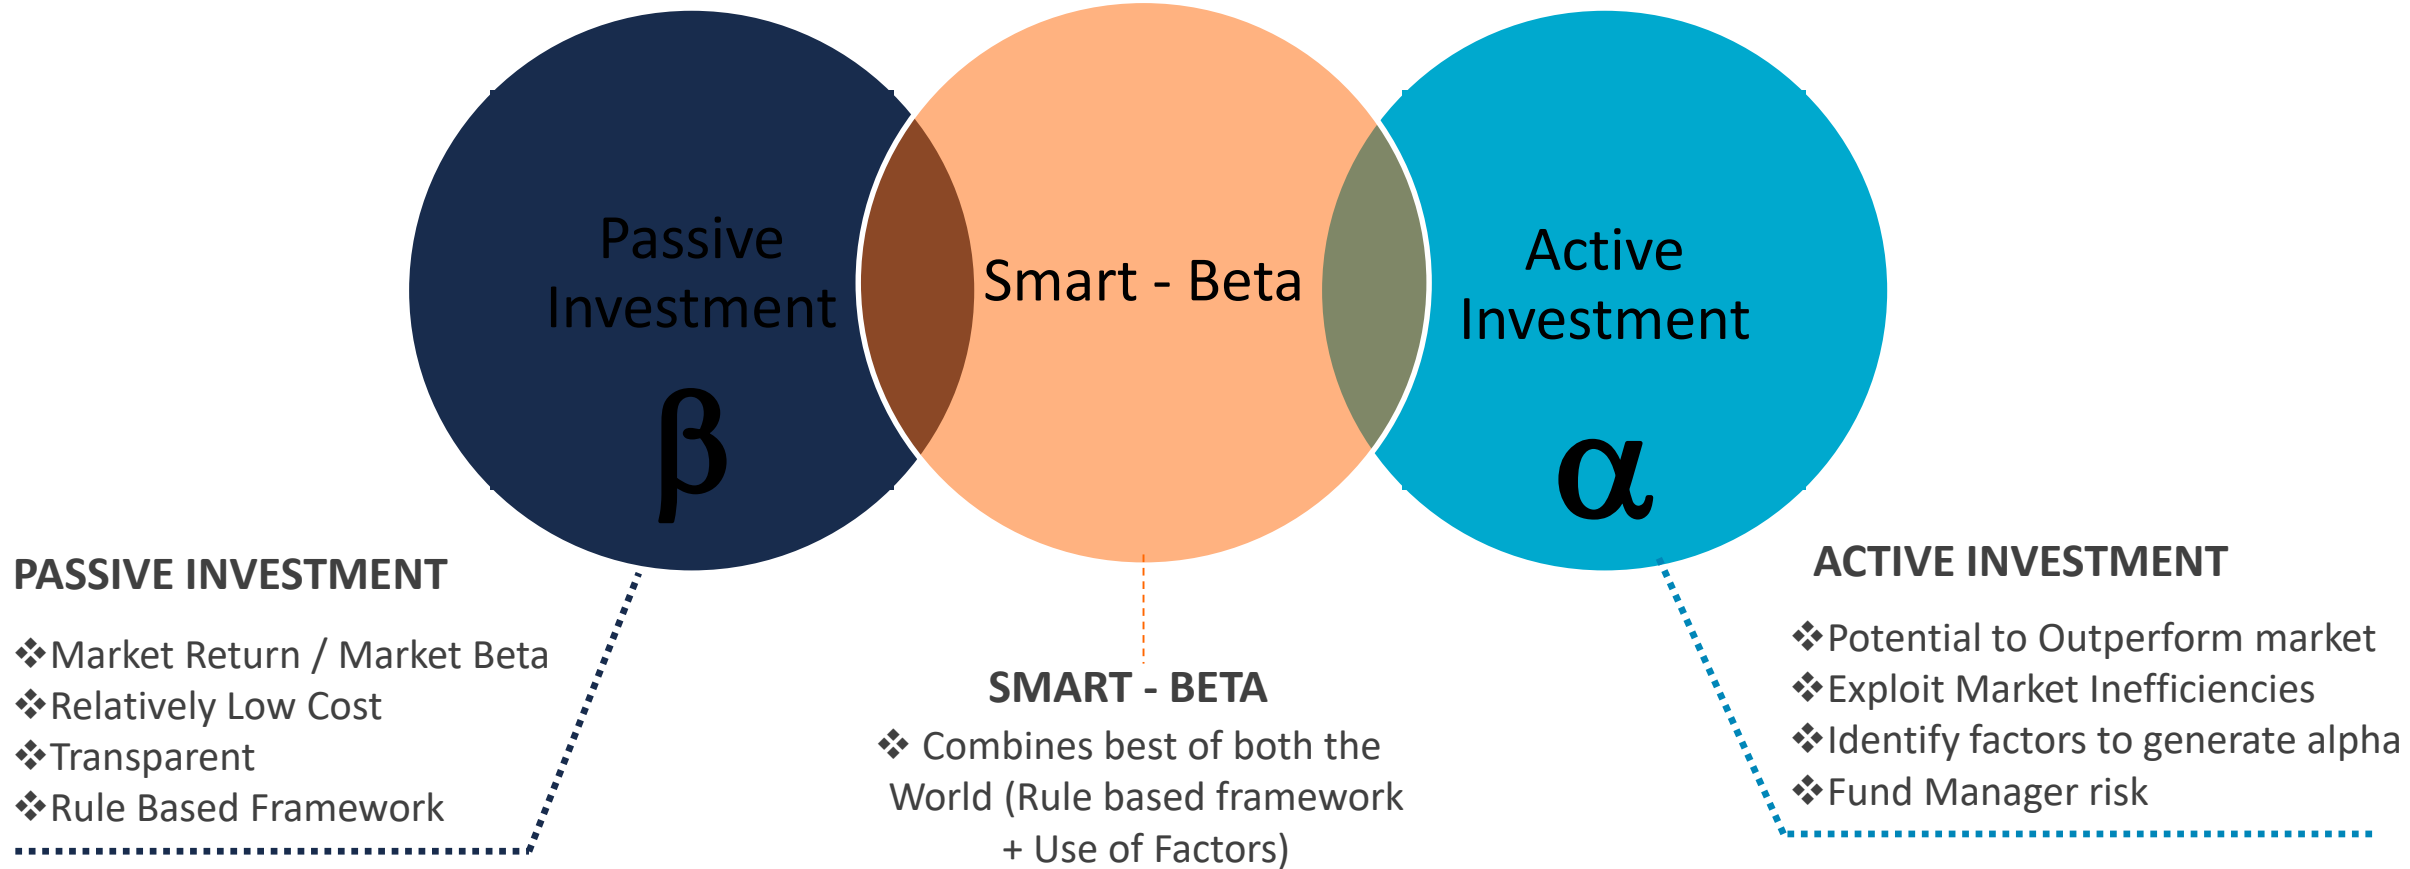 Passive
Investment
β
Smart - Beta
Active
Investment
α
PASSIVE INVESTMENT
❖Market Return / Market Beta
❖Relatively Low Cost
❖Transparent
❖Rule Based Framework
SMART - BETA
❖ Combines best of both the
World (Rule based framework
+ Use of Factors)
ACTIVE INVESTMENT
❖Potential to Outperform market
❖Exploit Market Inefficiencies
❖Identify factors to generate alpha
❖Fund Manager risk